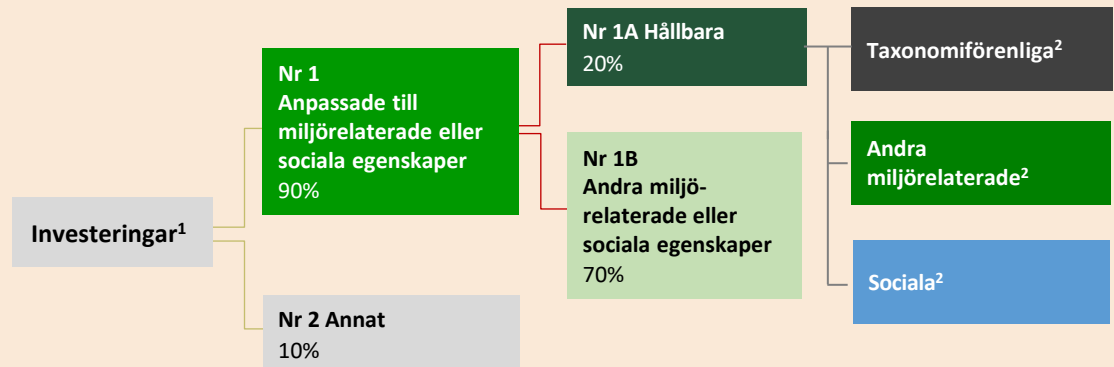 Investeringar¹
Nr 1
Anpassade till
miljörelaterade eller
sociala egenskaper
90%
Nr 2 Annat
10%
Nr 1A Hållbara
20%
Nr 1B
Andra miljö-
relaterade eller
sociala egenskaper
70%
Taxonomiförenliga²
Andra
miljörelaterade²
Sociala²